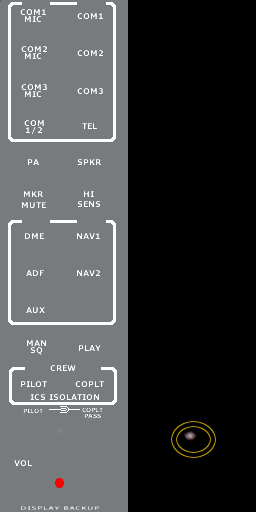 COM1 MIC COM1
COM2 MIC COM2
COM3 MIC COM3
COM 1/2 TEL
PA SPKR
MKR MUTE HI SENS
DME NAV1
ADF NAV2
AUX
MAN SQ PLAY
CREW
PILOT COPLT
ICS ISOLATION
PILOT COPLT PASS
VOL
DISPLAY BACKUP